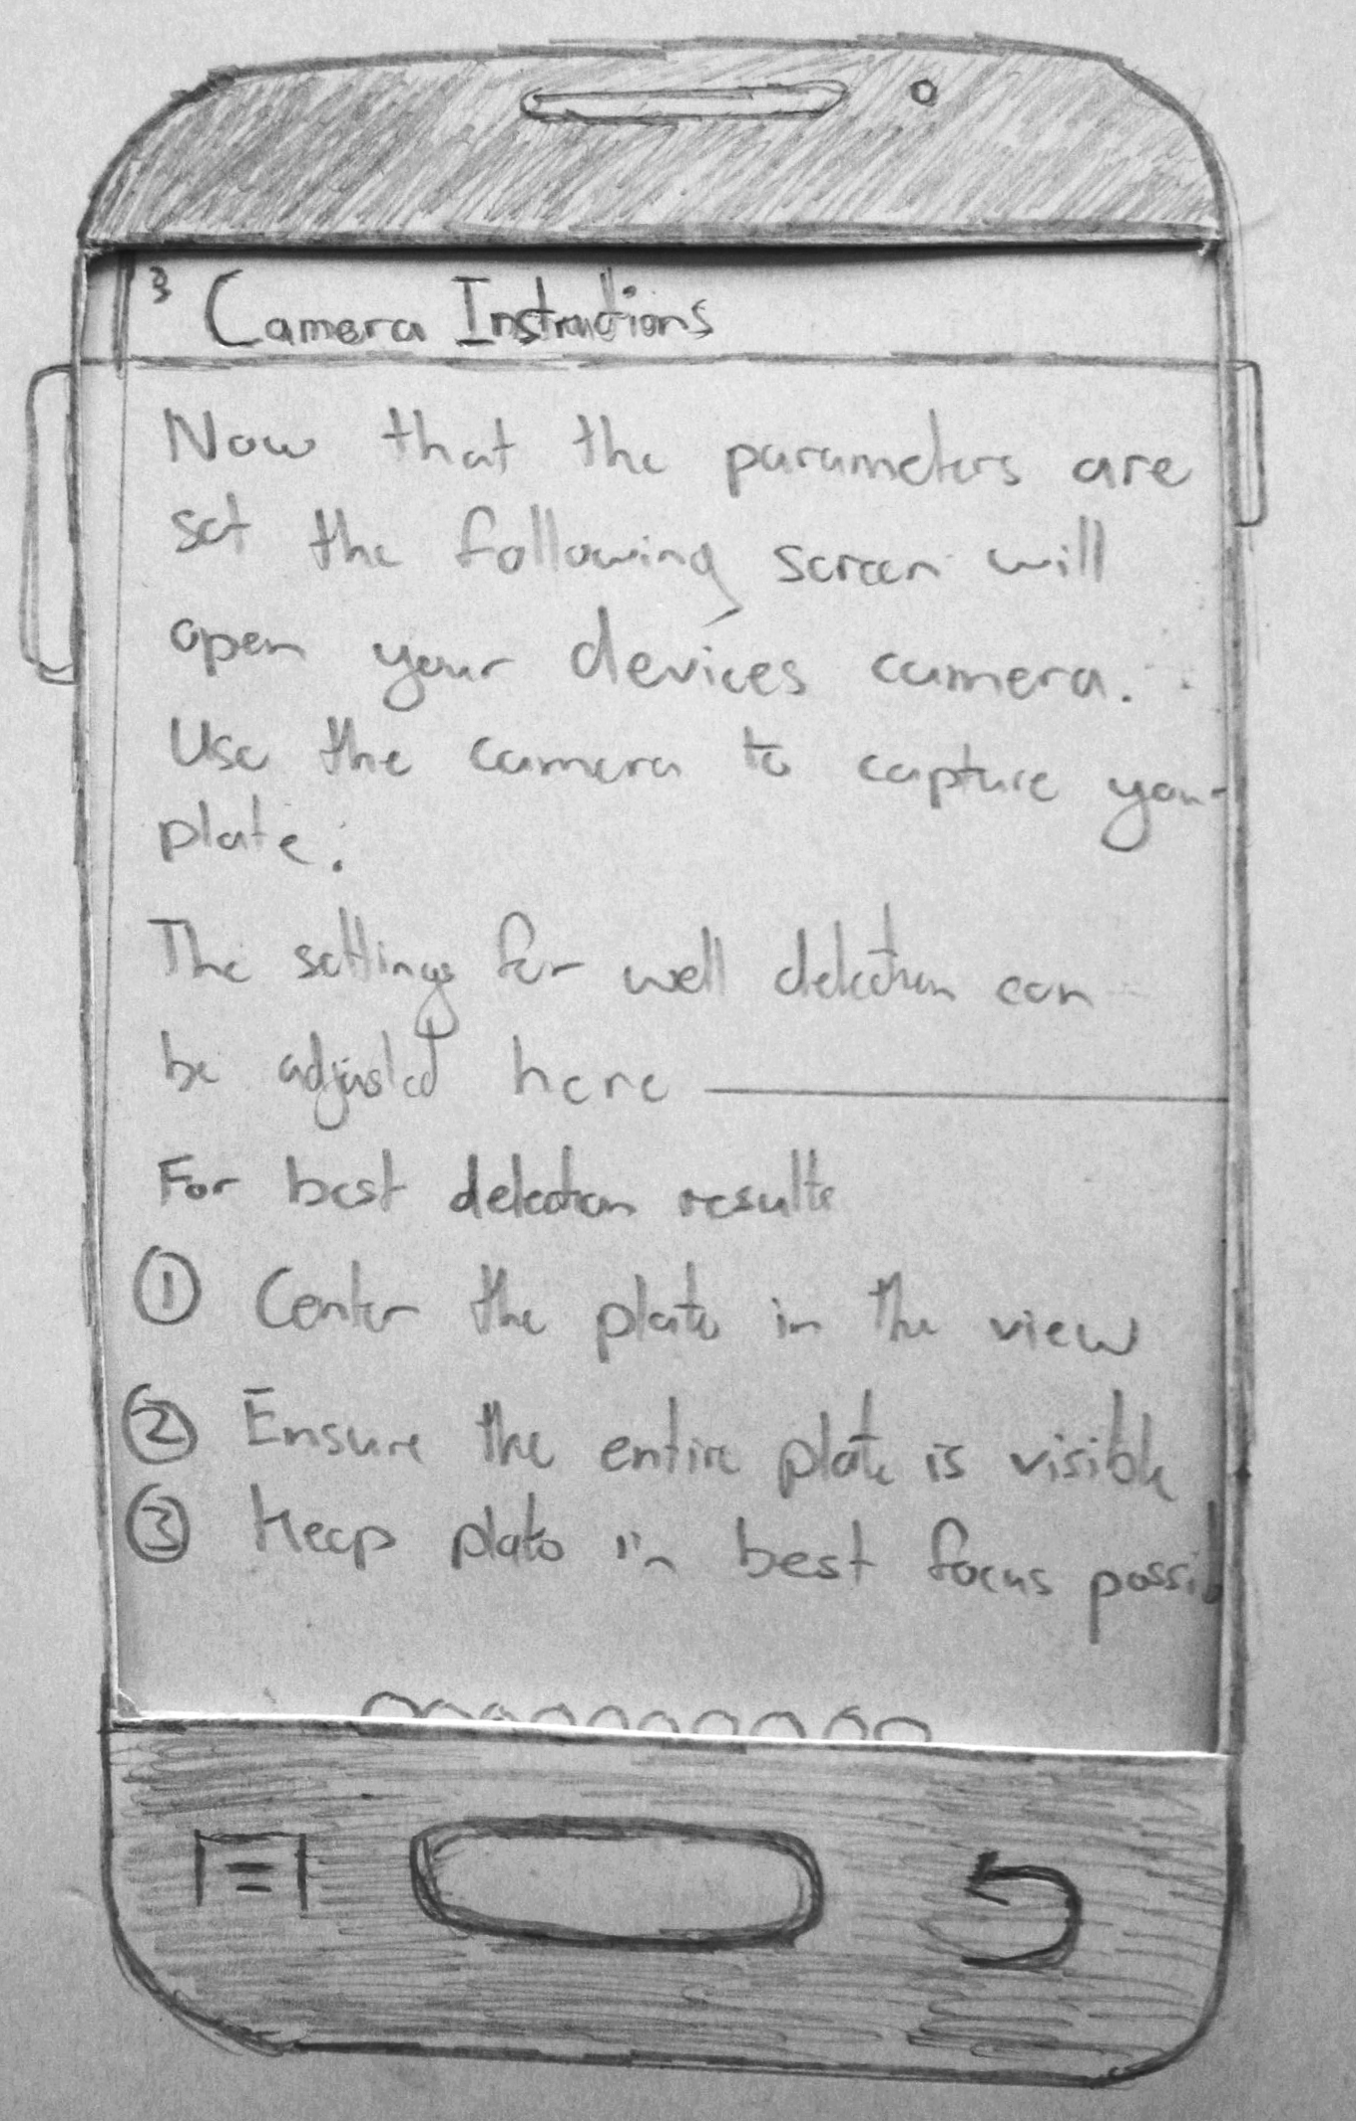 3 Camera Instructions
Now that the parameters are
set the following screen will
open your devices camera.
Use the camera to capture your
plate.
The settings for well detection can
be adjusted here
For best detection results
① Center the plate in the view
② Ensure the entire plate is visible
③ Keep plate in best focus possib